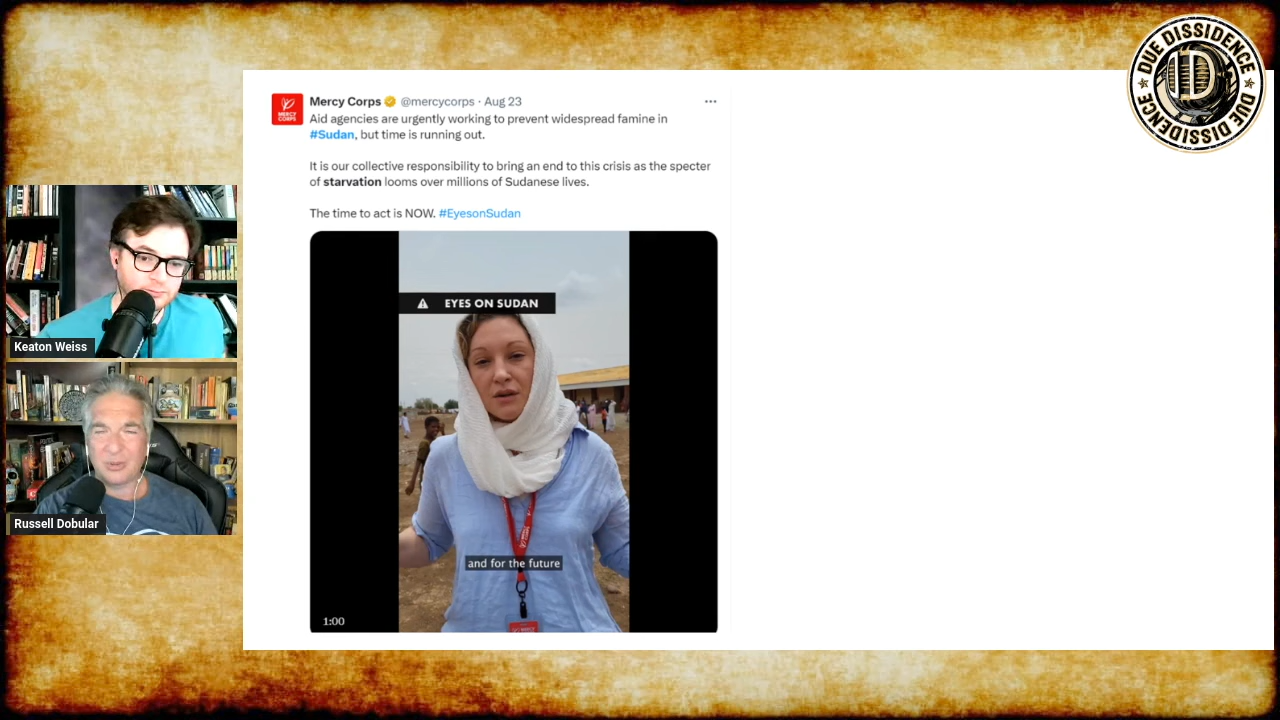 DUE DISSIDENCE
D
DUE DISSIDENCE
Mercy Corps @mercycorps · Aug 23
Aid agencies are urgently working to prevent widespread famine in
#Sudan, but time is running out.
It is our collective responsibility to bring an end to this crisis as the specter
of starvation looms over millions of Sudanese lives.
The time to act is NOW. #EyesonSudan
MERCY
CORPS
EYES ON SUDAN
and for the future
1:00
Keaton Weiss
Russell Dobular